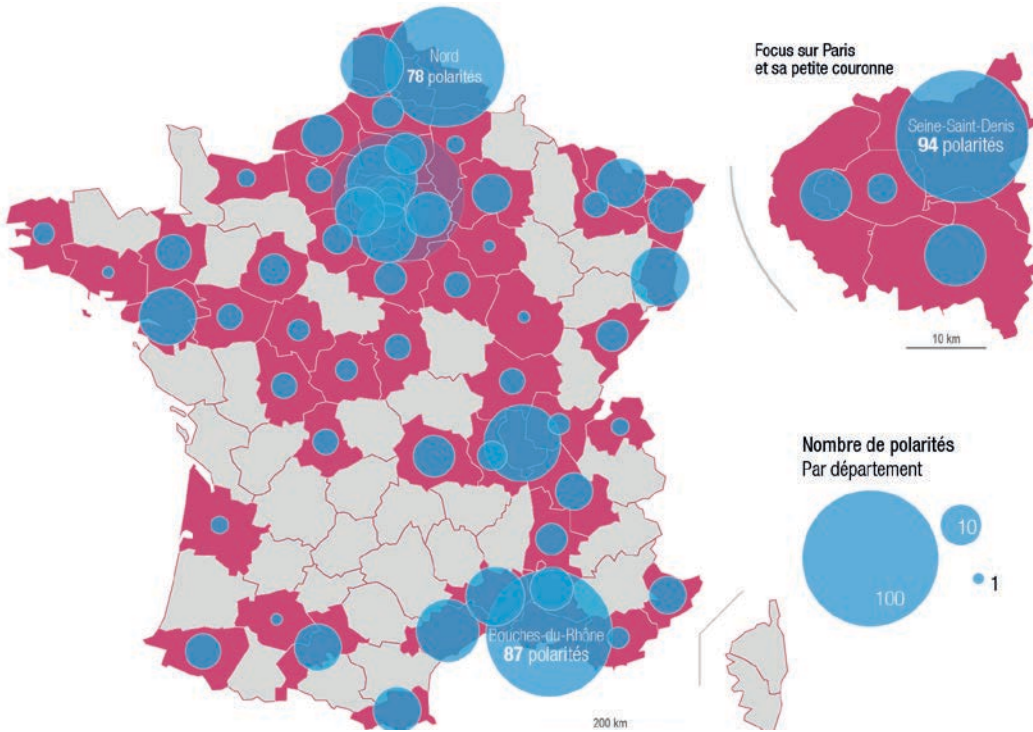 Nord
78 polarités
Bouches-du-Rhône
87 polarités
200 km
Focus sur Paris
et sa petite couronne
Seine-Saint-Denis
94 polarités
10 km
Nombre de polarités
Par département
100
10
1